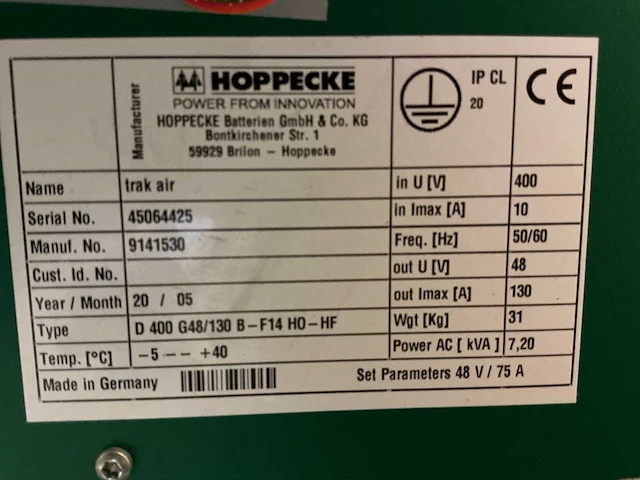 HOPPECKE
POWER FROM INNOVATION
Manufacturer
HOPPECKE Batterien GmbH & Co. KG
Bontkirchener Str. 1
59929 Brilon - Hoppecke
IP CL
20
CE
Name trak air in U [V] 400
Serial No. 45064425 in Imax [A] 10
Manuf. No. 9141530 Freq. [Hz] 50/60
Cust. Id. No. out U [V] 48
Year / Month 20 / 05 out Imax [A] 130
Type D 400 G48/130 B-F14 HO-HF Wgt [Kg] 31
Temp. [°C] -5 -- +40 Power AC [ kVA ] 7,20
Made in Germany Set Parameters 48 V / 75 A